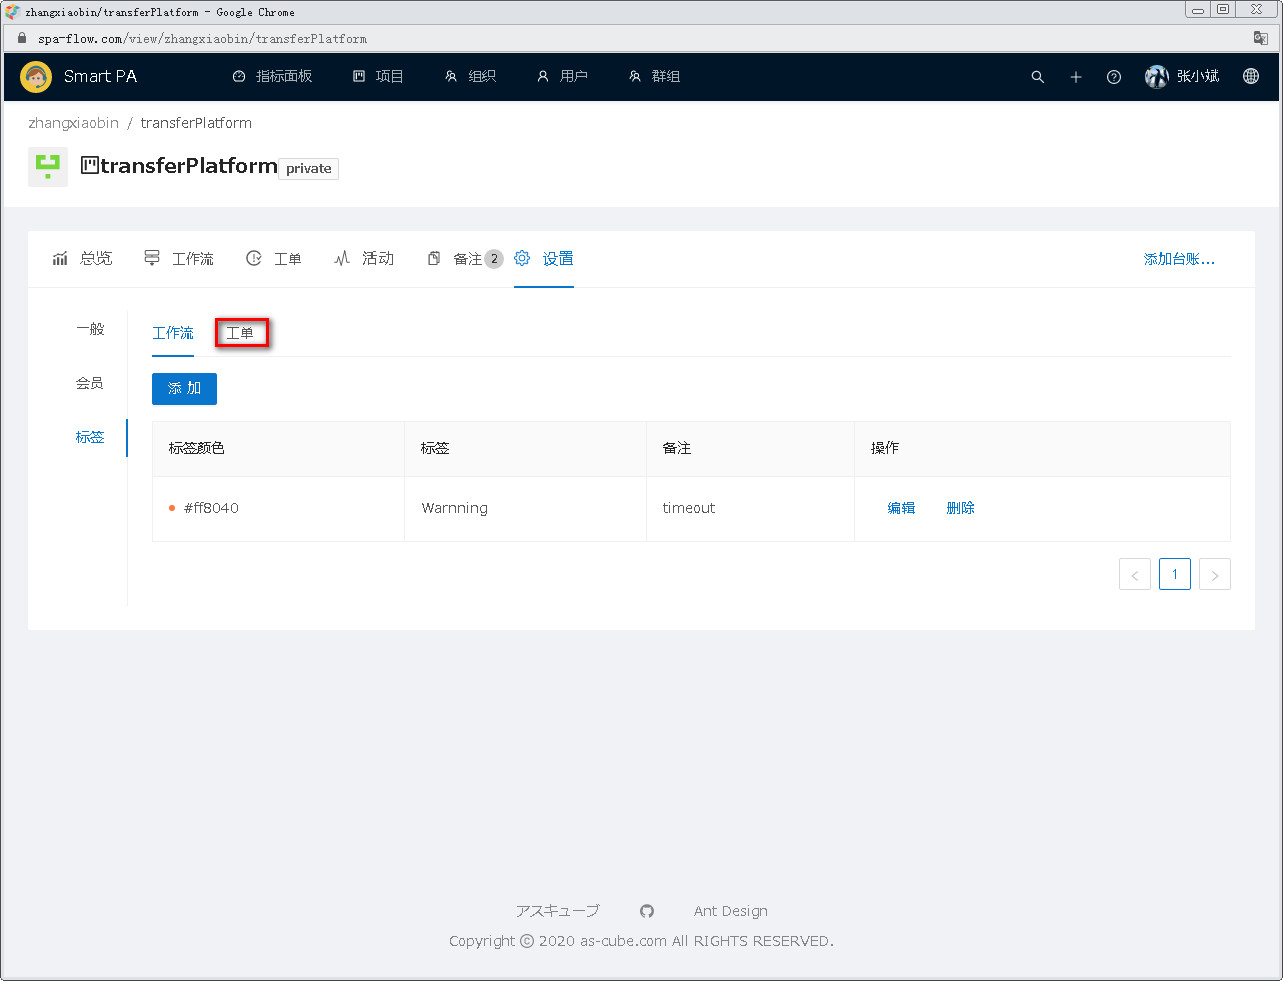 zhangxiaobin/transferPlatform - Google Chrome
spa-flow.com/view/zhangxiaobin/transferPlatform
Smart PA 指标面板 项目 组织 用户 群组 张小斌
zhangxiaobin / transferPlatform
transferPlatform private
总览 工作流 工单 活动 备注 2 设置 添加台账...
一般
会员
标签
工作流 工单
添 加
标签颜色 标签 备注 操作
#ff8040 Warnning timeout 编辑 删除
< 1 >
アスキューブ Ant Design
Copyright © 2020 as-cube.com All RIGHTS RESERVED.